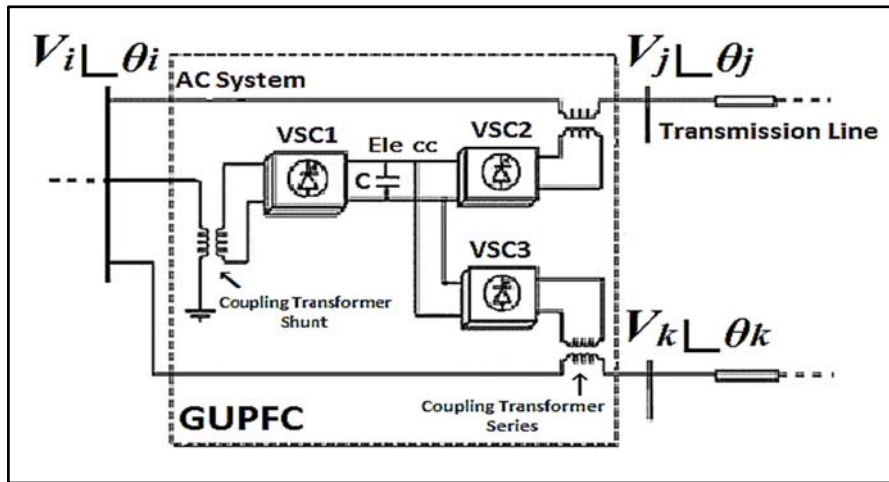 Vi∟θi
Vj∟θj
AC System
VSC1
Ele cc
VSC2
Transmission Line
C
VSC3
Coupling Transformer
Shunt
Vk∟θk
GUPFC
Coupling Transformer
Series